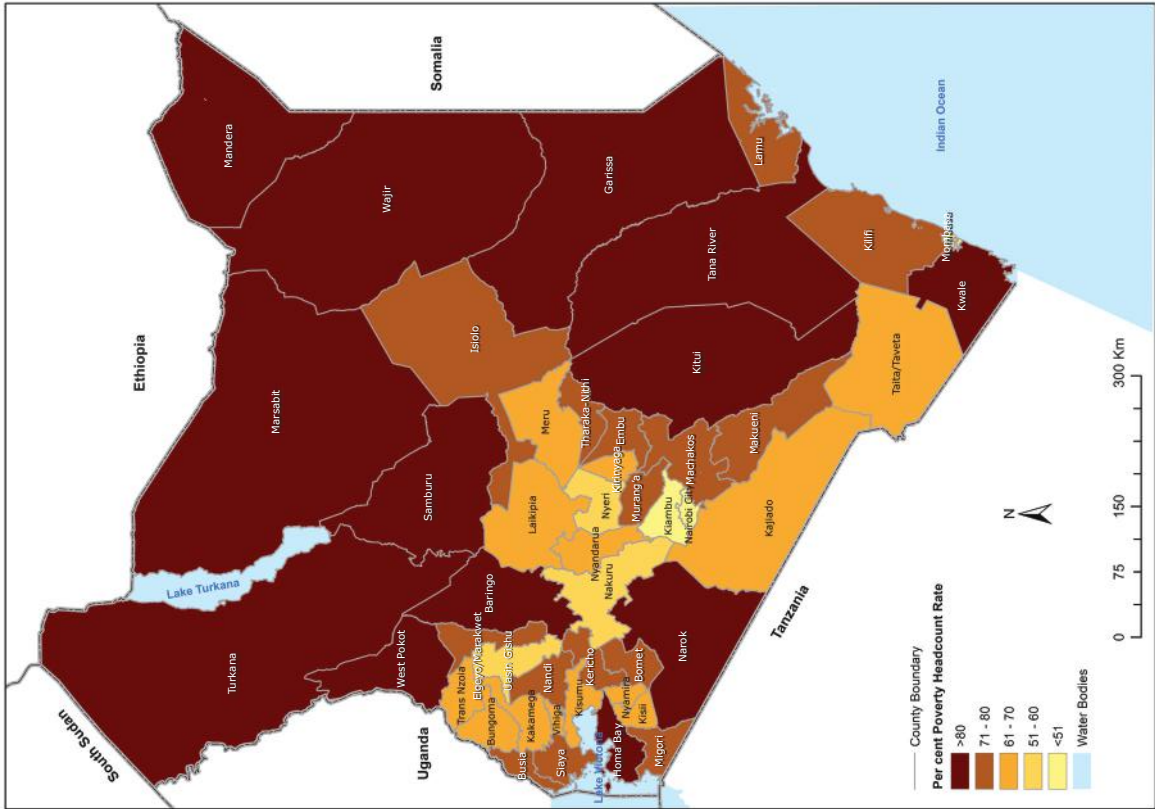 South Sudan
Ethiopia
Somalia
Uganda
Tanzania
Indian Ocean
Lake Turkana
Lake Victoria
Turkana
Marsabit
Mandera
Wajir
West Pokot
Samburu
Isiolo
Garissa
Baringo
Elgeyo/Marakwet
Trans Nzoia
Bungoma
Uasin Gishu
Kakamega
Nandi
Busia
Vihiga
Siaya
Kisumu
Kericho
Homa Bay
Nyamira
Kisii
Bomet
Migori
Narok
Nakuru
Laikipia
Meru
Nyandarua
Nyeri
Tharaka-Nithi
Kirinyaga
Embu
Murang'a
Kiambu
Nairobi City
Machakos
Makueni
Kitui
Tana River
Lamu
Kilifi
Mombasa
Kwale
Taita/Taveta
Kajiado
N
0 75 150 300 Km
County Boundary
Per cent Poverty Headcount Rate
>80
71 - 80
61 - 70
51 - 60
<51
Water Bodies